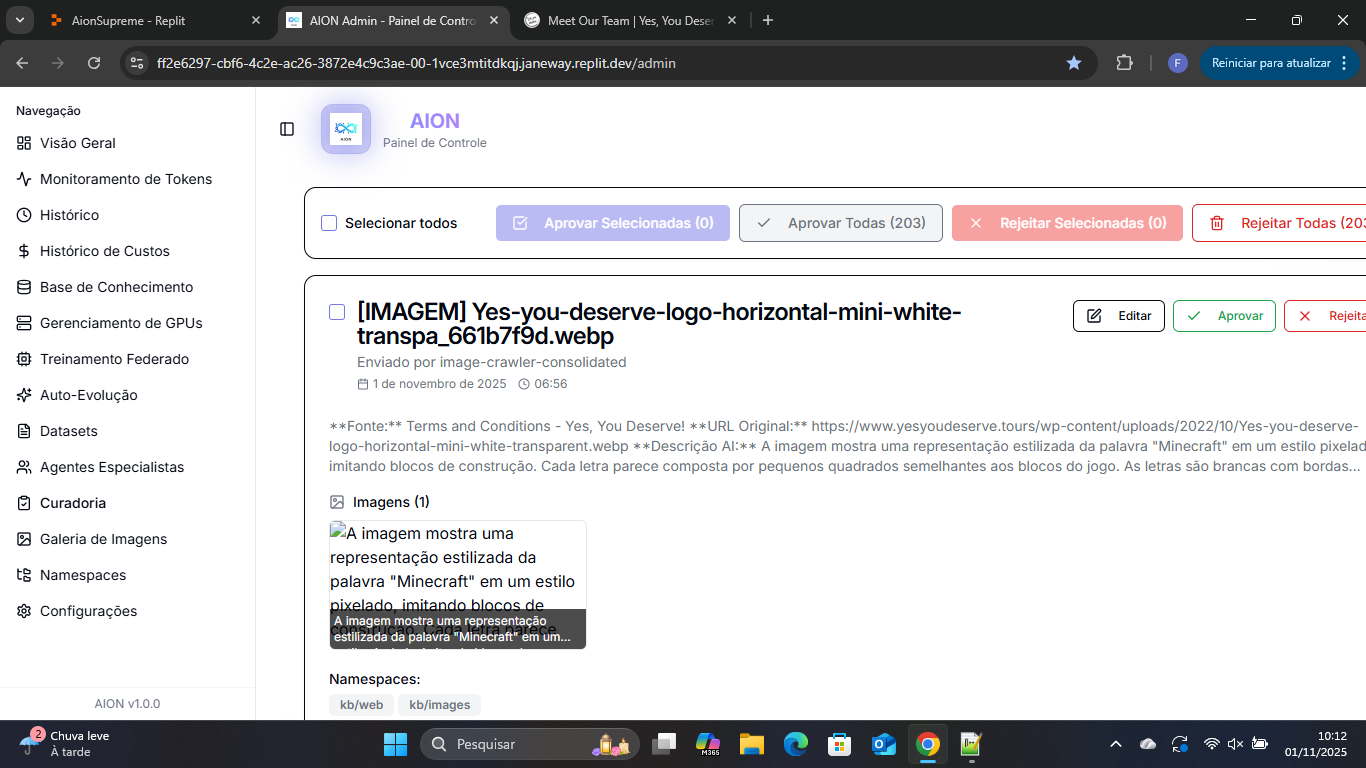 AionSupreme - Replit
AION Admin - Painel de Contro
Meet Our Team | Yes, You Deser
ff2e6297-cbf6-4c2e-ac26-3872e4c9c3ae-00-1vce3mtitdkqj.janeway.replit.dev/admin
F
Reiniciar para atualizar
Navegação
Visão Geral
Monitoramento de Tokens
Histórico
Histórico de Custos
Base de Conhecimento
Gerenciamento de GPUs
Treinamento Federado
Auto-Evolução
Datasets
Agentes Especialistas
Curadoria
Galeria de Imagens
Namespaces
Configurações
AION v1.0.0
AION
AION
Painel de Controle
Selecionar todos
Aprovar Selecionadas (0)
Aprovar Todas (203)
Rejeitar Selecionadas (0)
Rejeitar Todas (203
[IMAGEM] Yes-you-deserve-logo-horizontal-mini-white-
transpa_661b7f9d.webp
Editar
Aprovar
Rejeita
Enviado por image-crawler-consolidated
1 de novembro de 2025
06:56
**Fonte:** Terms and Conditions - Yes, You Deserve! **URL Original:** https://www.yesyoudeserve.tours/wp-content/uploads/2022/10/Yes-you-deserve-
logo-horizontal-mini-white-transparent.webp **Descrição AI:** A imagem mostra uma representação estilizada da palavra "Minecraft" em um estilo pixelad
imitando blocos de construção. Cada letra parece composta por pequenos quadrados semelhantes aos blocos do jogo. As letras são brancas com bordas...
Imagens (1)
A imagem mostra uma
representação estilizada da
palavra "Minecraft" em um estilo
pixelado, imitando blocos de
construção. Cada letra parece
A imagem mostra uma representação
estilizada da palavra "Minecraft" em um...
Namespaces:
kb/web
kb/images
2
Chuva leve
À tarde
Pesquisar
M365
10:12
01/11/2025